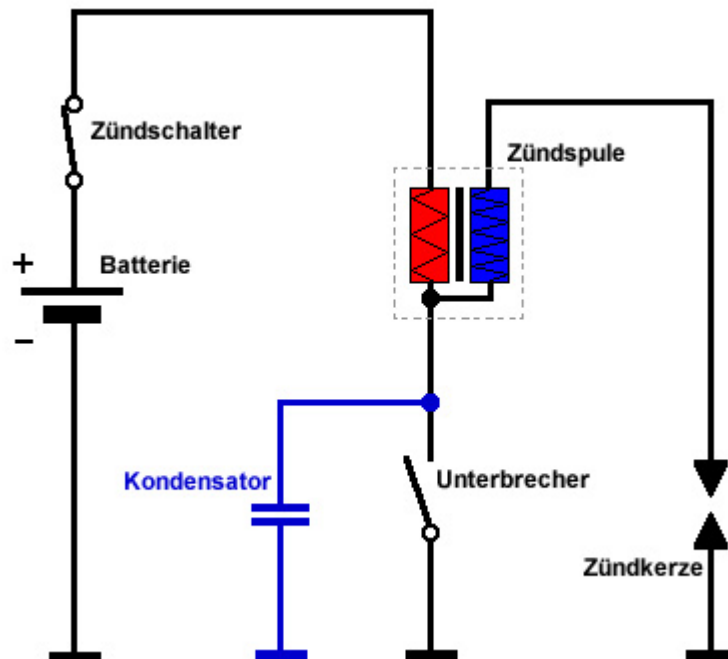 Zündschalter
Zündspule
+
Batterie
−
Kondensator
Unterbrecher
Zündkerze